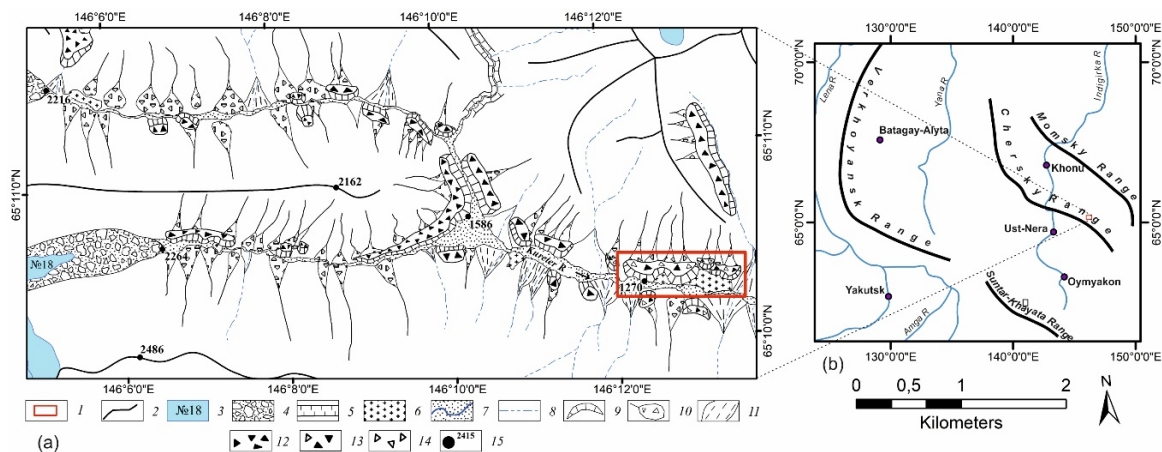 146°6'0"E 146°8'0"E 146°10'0"E 146°12'0"E
65°11'0"N
65°11'0"N
65°10'0"N
2216
2162
1586
2264
№18
Kureter R
1270
2486
146°6'0"E 146°8'0"E 146°10'0"E 146°12'0"E
(a)
1 2 №18 3 4 5 6 7 8 9 10 11
12 13 14 2415 15
130°0'0"E 140°0'0"E 150°0'0"E
70°0'0"N
70°0'0"N
65°0'0"N
65°0'0"N
Lena R
Yana R
Indigirka R
Verkhoyansk Range
Batagay-Alyta
Chersky Range
Momsky Range
Khonu
Ust-Nera
Oymyakon
Yakutsk
Amga R
Suntar-Khayata Range
130°0'0"E 140°0'0"E 150°0'0"E
(b)
0 0,5 1 2
Kilometers
N